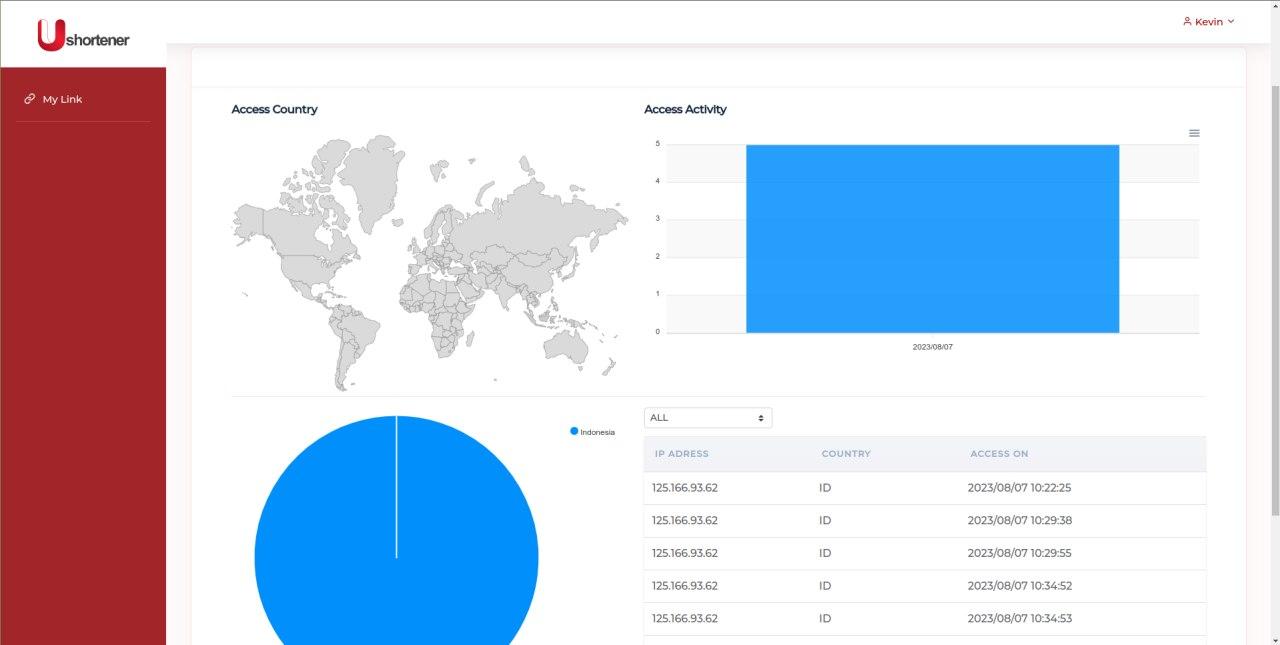 Ushortener
Kevin
My Link
Access Country
Access Activity
5
4
3
2
1
0
2023/08/07
Indonesia
ALL
IP ADRESS COUNTRY ACCESS ON
125.166.93.62 ID 2023/08/07 10:22:25
125.166.93.62 ID 2023/08/07 10:29:38
125.166.93.62 ID 2023/08/07 10:29:55
125.166.93.62 ID 2023/08/07 10:34:52
125.166.93.62 ID 2023/08/07 10:34:53